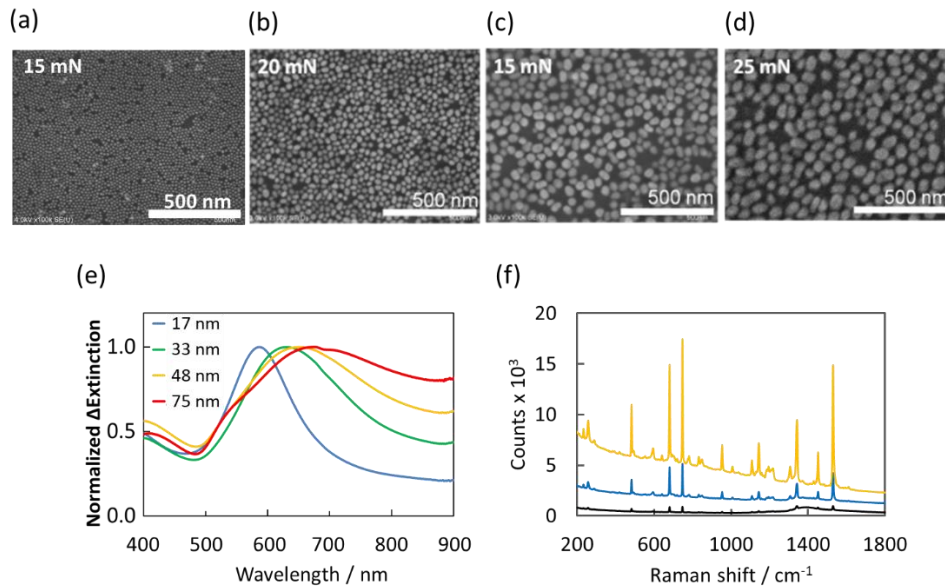 (a)
(b)
(c)
(d)
15 mN
20 mN
15 mN
25 mN
500 nm
500 nm
500 nm
500 nm
(e)
(f)
17 nm
33 nm
48 nm
75 nm
1.0
0.5
0.0
Normalized ΔExtinction
400 500 600 700 800 900
Wavelength / nm
20
15
10
5
0
Counts x 10³
200 600 1000 1400 1800
Raman shift / cm⁻¹